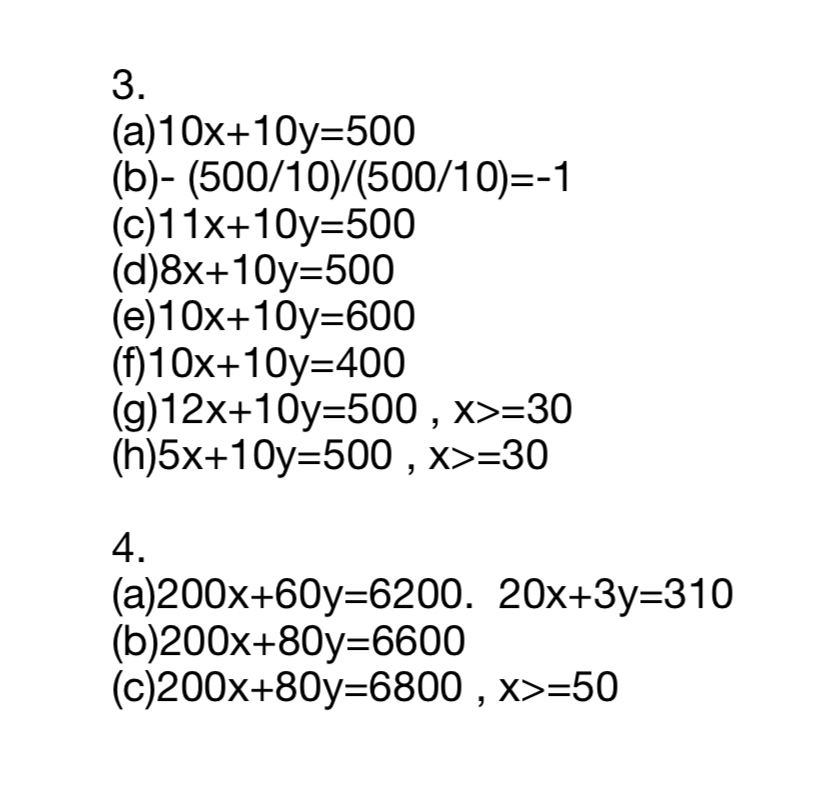 3.
(a)10x+10y=500
(b)- (500/10)/(500/10)=-1
(c)11x+10y=500
(d)8x+10y=500
(e)10x+10y=600
(f)10x+10y=400
(g)12x+10y=500 , x>=30
(h)5x+10y=500 , x>=30
4.
(a)200x+60y=6200.  20x+3y=310
(b)200x+80y=6600
(c)200x+80y=6800 , x>=50